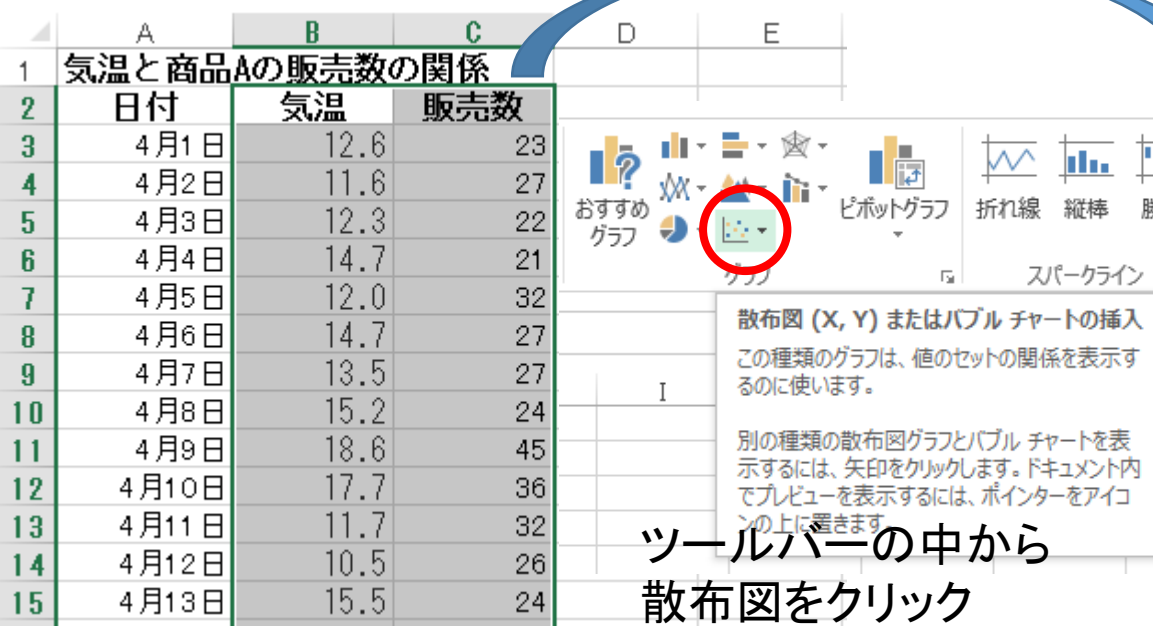 A B C D E
1 気温と商品Aの販売数の関係
2 日付 気温 販売数
3 4月1日 12.6 23
4 4月2日 11.6 27
5 4月3日 12.3 22
6 4月4日 14.7 21
7 4月5日 12.0 32
8 4月6日 14.7 27
9 4月7日 13.5 27
10 4月8日 15.2 24
11 4月9日 18.6 45
12 4月10日 17.7 36
13 4月11日 11.7 32
14 4月12日 10.5 26
15 4月13日 15.5 24
おすすめ
グラフ
ピボットグラフ
折れ線 縦棒
グラフ
スパークライン
I
散布図 (X, Y) またはバブル チャートの挿入
この種類のグラフは、値のセットの関係を表示す
るのに使います。
別の種類の散布図グラフとバブル チャートを表
示するには、矢印をクリックします。ドキュメント内
でプレビューを表示するには、ポインターをアイコ
ンの上に置きます。
ツールバーの中から
散布図をクリック